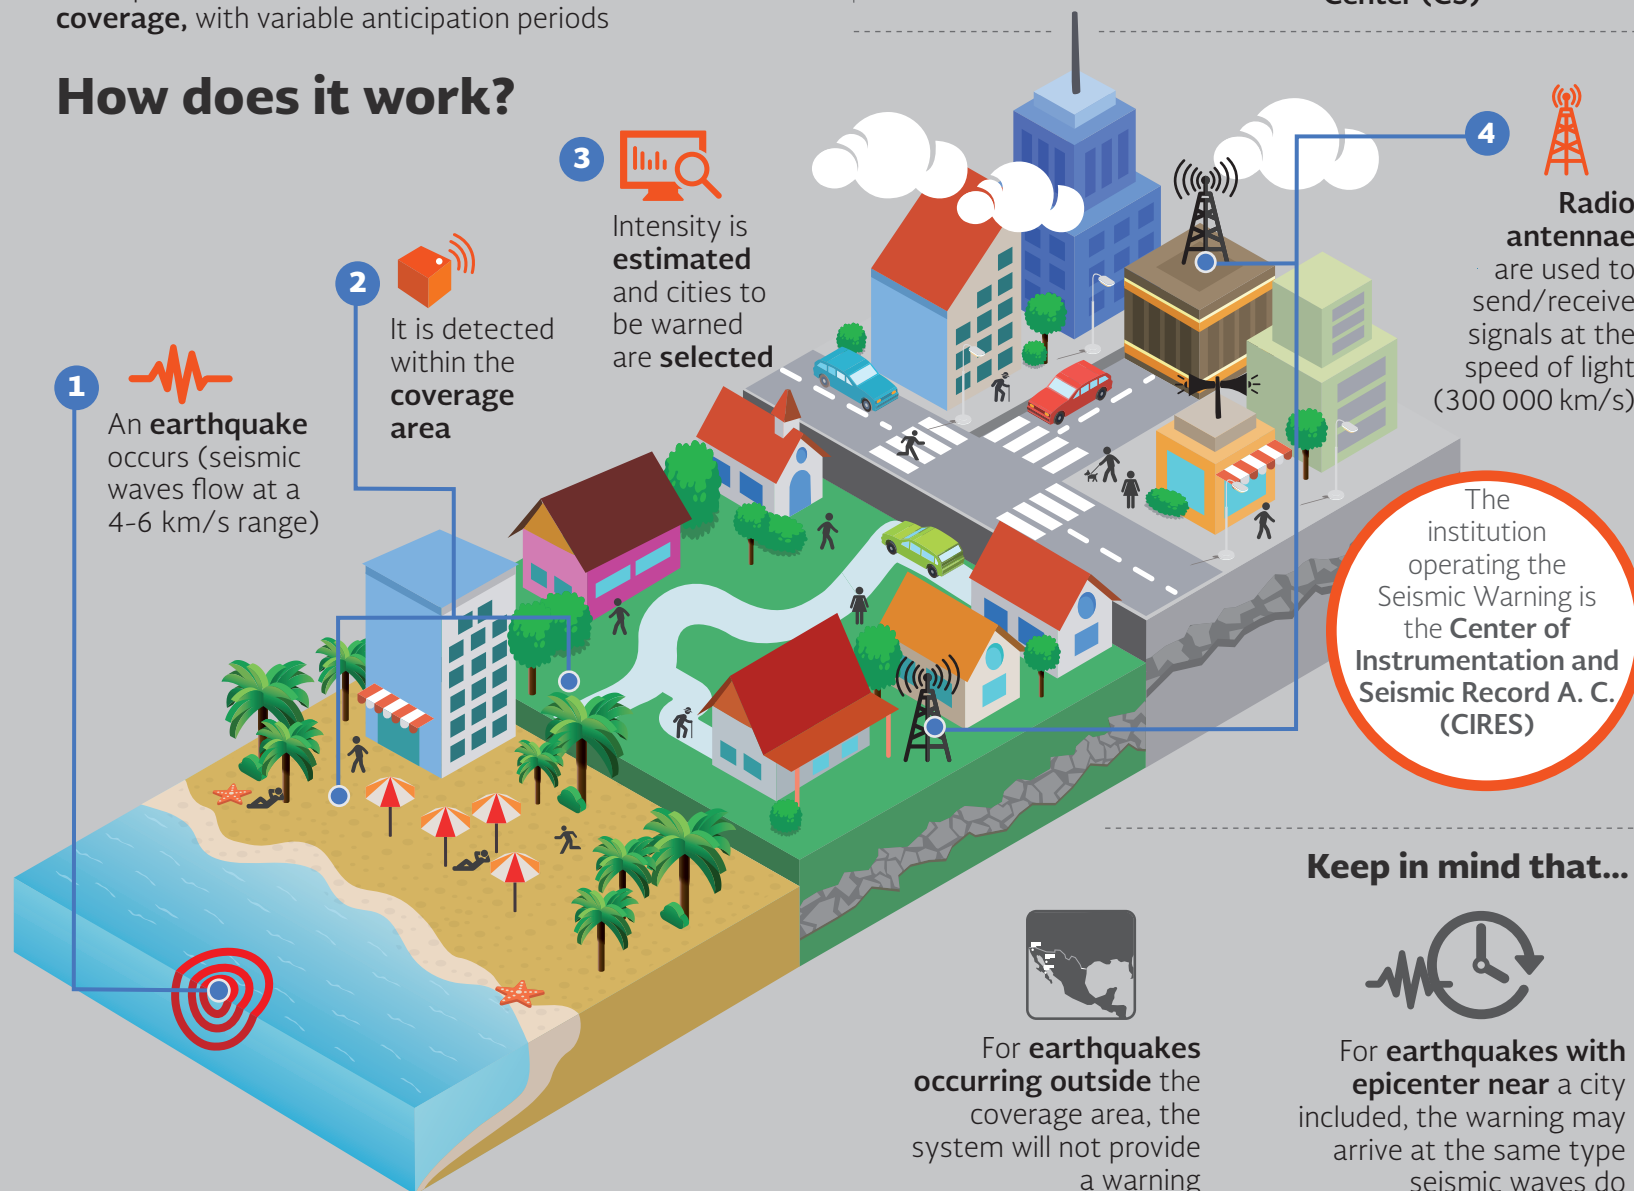 coverage, with variable anticipation periods
Center (CS)
How does it work?
1
An earthquake
occurs (seismic
waves flow at a
4-6 km/s range)
2
It is detected
within the
coverage
area
3
Intensity is
estimated
and cities to
be warned
are selected
4
Radio
antennae
are used to
send/receive
signals at the
speed of light
(300 000 km/s)
The
institution
operating the
Seismic Warning is
the Center of
Instrumentation and
Seismic Record A. C.
(CIRES)
Keep in mind that...
For earthquakes
occurring outside the
coverage area, the
system will not provide
a warning
For earthquakes with
epicenter near a city
included, the warning may
arrive at the same type
seismic waves do